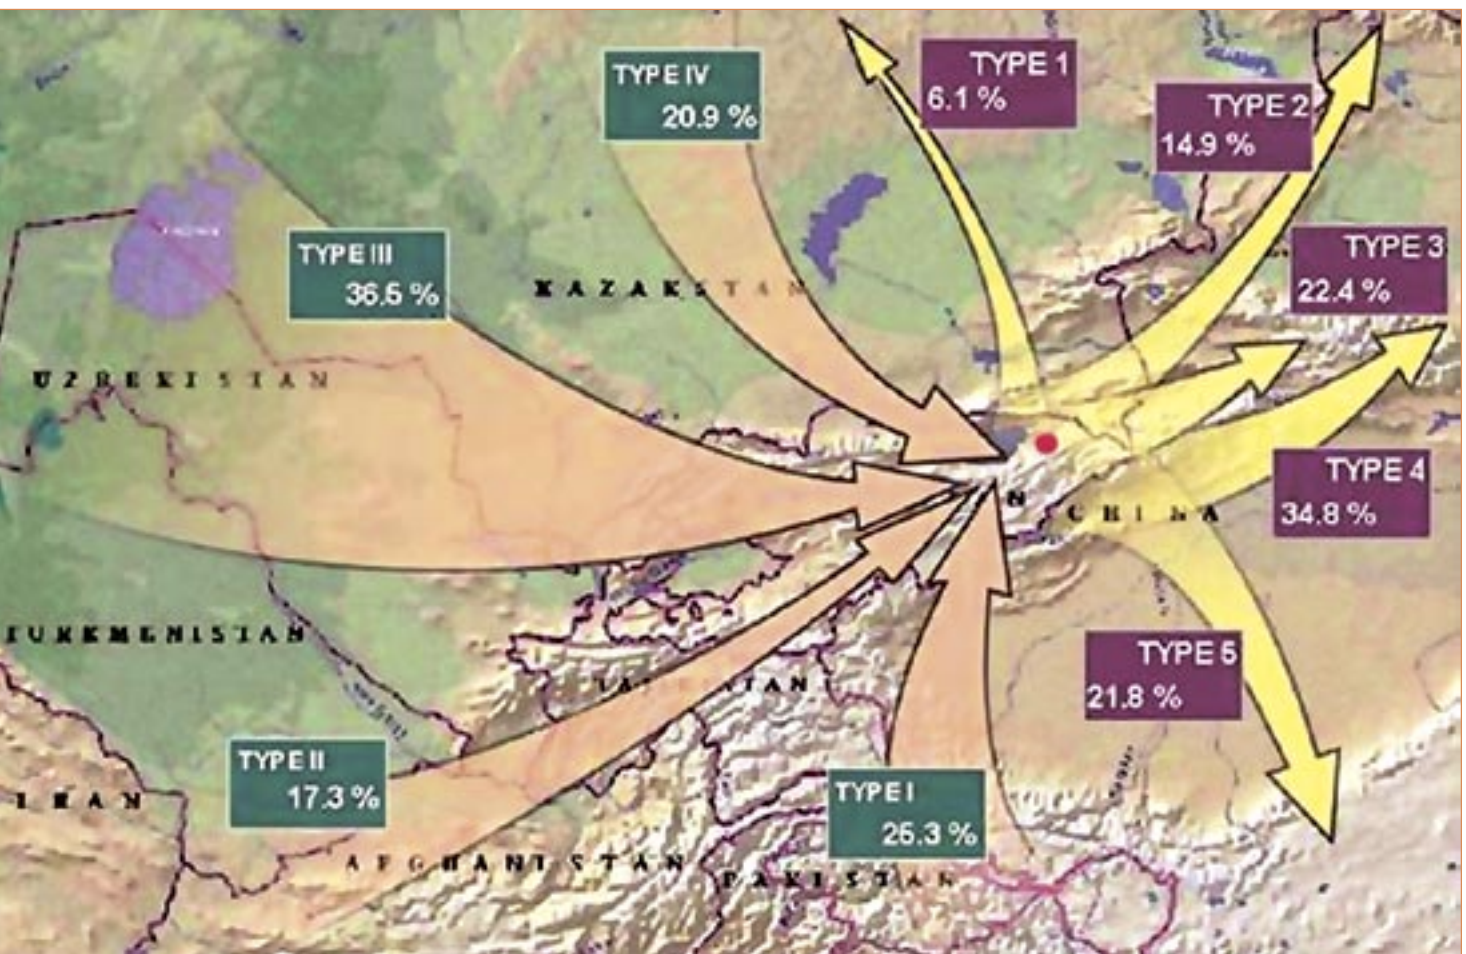 TYPE IV
20.9 %
TYPE 1
6.1 %
TYPE 2
14.9 %
TYPE III
36.5 %
TYPE 3
22.4 %
KAZAKSTAN
UZBEKISTAN
TYPE 4
34.8 %
N
CHINA
TURKMENISTAN
TYPE 5
21.8 %
TYPE II
17.3 %
TYPE I
25.3 %
IRAN
AFGHANISTAN
PAKISTAN